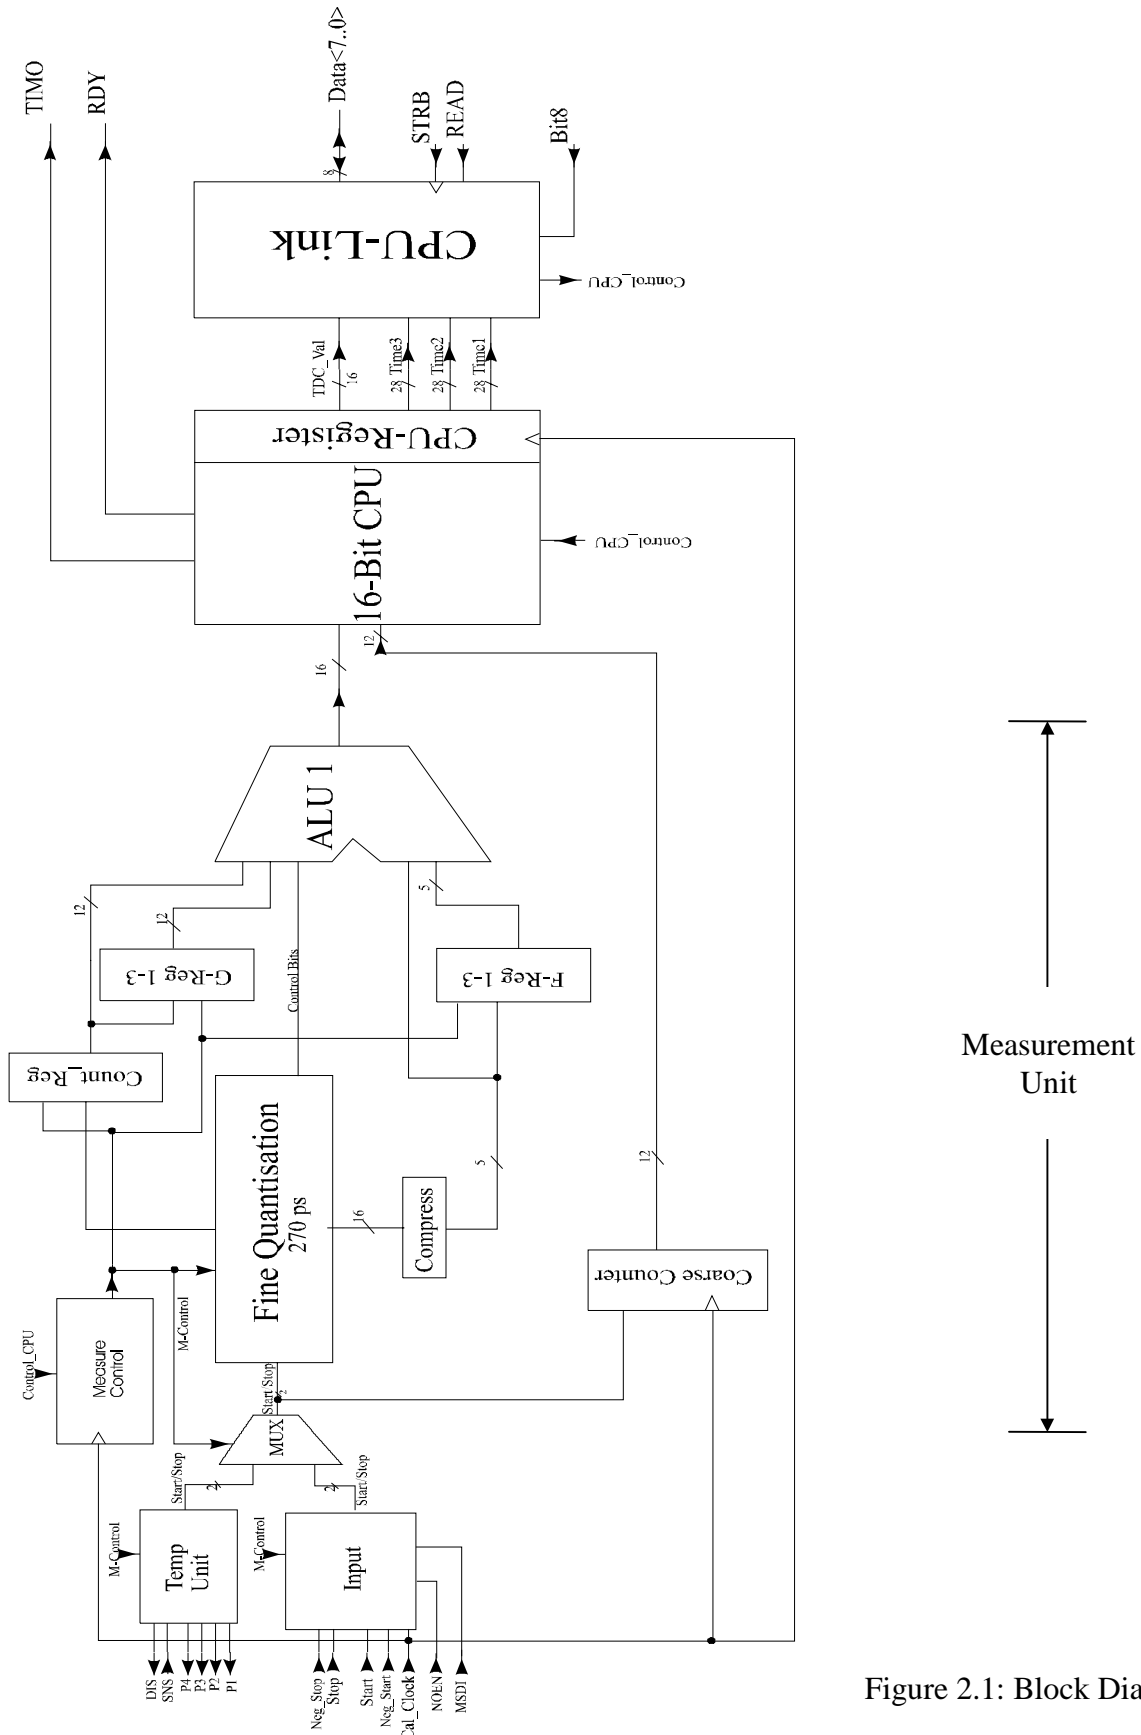 TIMO
RDY
Data<7..0>
STRB
READ
Bit8
8
CPU-Link
Control_CPU
TDC_Val
16
28 Time3
28 Time2
28 Time1
CPU-Register
16-Bit CPU
Control_CPU
16
12
ALU 1
12
12
5
Control Bits
G-Reg 1-3
F-Reg 1-3
Count_Reg
Fine Quantisation
270 ps
16
Compress
5
12
Coarse Counter
Control_CPU
Measure
Control
M-Control
Start/Stop
2
MUX
Start/Stop
2
2
Start/Stop
M-Control
Temp
Unit
M-Control
Input
DIS
SNS
P4
P3
P2
P1
Neg_Stop
Stop
Start
Neg_Start
Cal_Clock
NOEN
MSDI
Measurement
Unit
Figure 2.1: Block Dia